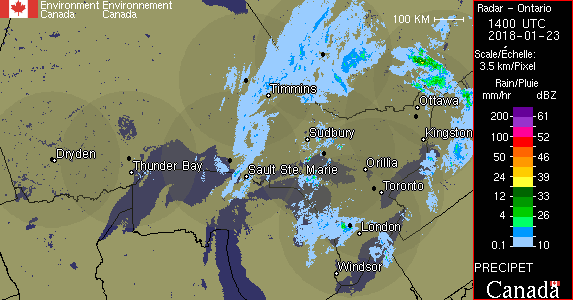 Environment Environnement
Canada Canada
100 KM
Timmins
Ottawa
Sudbury
Kingston
Dryden
Thunder Bay
Sault Ste. Marie
Orillia
Toronto
London
Windsor
Radar - Ontario
1400 UTC
2018-01-23
Scale/Échelle:
3.5 km/Pixel
Rain/Pluie
mm/hr dBZ
200 61
100 52
50 46
24 39
12 33
4 26
0.1 10
PRECIPET
Canada